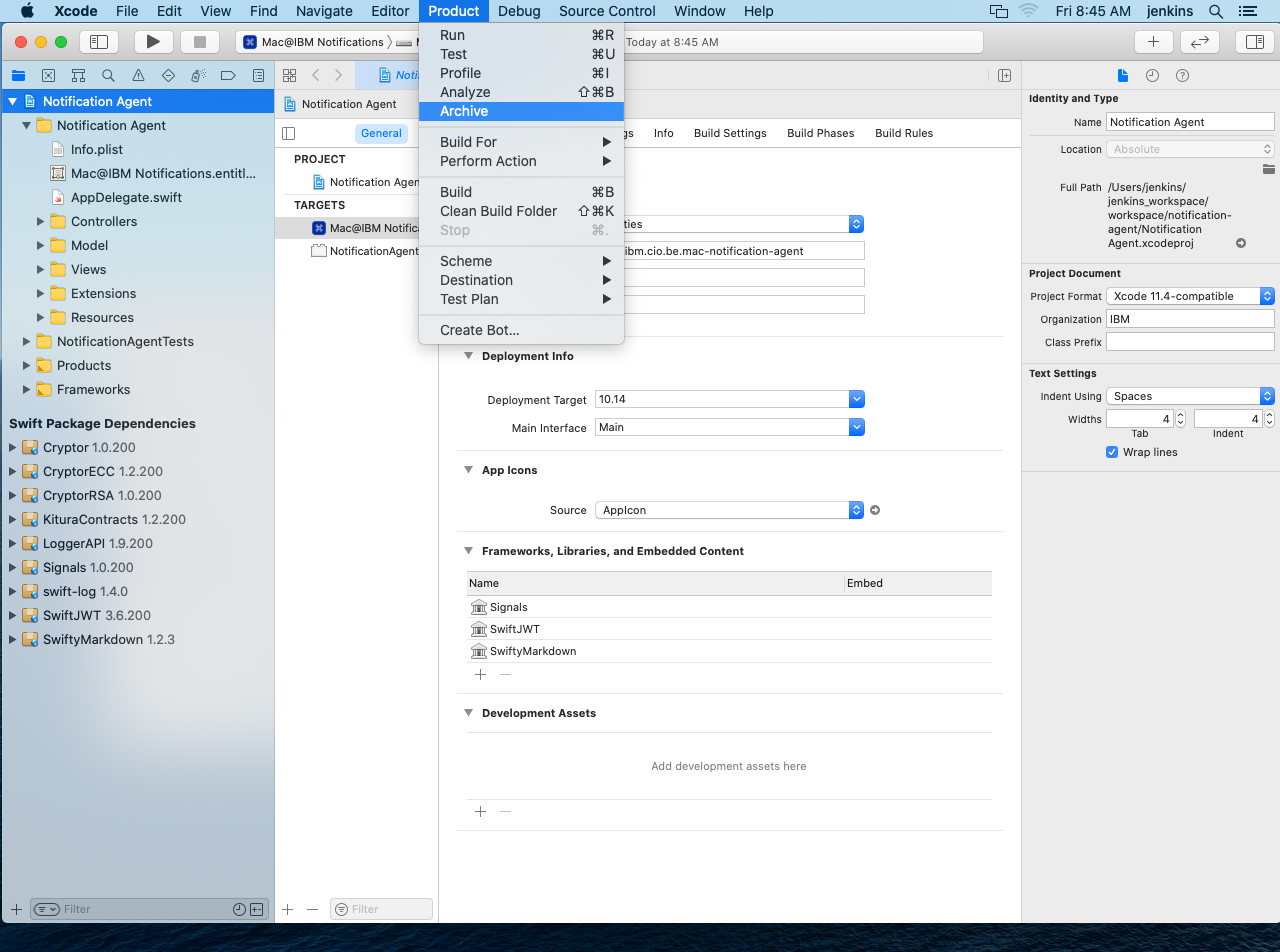 Xcode File Edit View Find Navigate Editor Product Debug Source Control Window Help Fri 8:45 AM jenkins
Mac@IBM Notifications
Today at 8:45 AM
Run ⌘R
Test ⌘U
Profile ⌘I
Analyze ⇧⌘B
Archive
Build For
Perform Action
Build ⌘B
Clean Build Folder ⇧⌘K
Stop ⌘.
Scheme
Destination
Test Plan
Create Bot...
Notification Agent
Notification Agent
Info.plist
Mac@IBM Notifications.entitl...
AppDelegate.swift
Controllers
Model
Views
Extensions
Resources
NotificationAgentTests
Products
Frameworks
Swift Package Dependencies
Cryptor 1.0.200
CryptorECC 1.2.200
CryptorRSA 1.0.200
KituraContracts 1.2.200
LoggerAPI 1.9.200
Signals 1.0.200
swift-log 1.4.0
SwiftJWT 3.6.200
SwiftyMarkdown 1.2.3
Filter
Notification Agent
General
Info Build Settings Build Phases Build Rules
PROJECT
Notification Agen
TARGETS
Mac@IBM Notifica
NotificationAgent
Filter
ties
ibm.cio.be.mac-notification-agent
Deployment Info
Deployment Target 10.14
Main Interface Main
App Icons
Source AppIcon
Frameworks, Libraries, and Embedded Content
Name Embed
Signals
SwiftJWT
SwiftyMarkdown
Development Assets
Add development assets here
Identity and Type
Name Notification Agent
Location Absolute
Full Path /Users/jenkins/
jenkins_workspace/
workspace/notification-
agent/Notification
Agent.xcodeproj
Project Document
Project Format Xcode 11.4-compatible
Organization IBM
Class Prefix
Text Settings
Indent Using Spaces
Widths 4 4
Tab Indent
Wrap lines